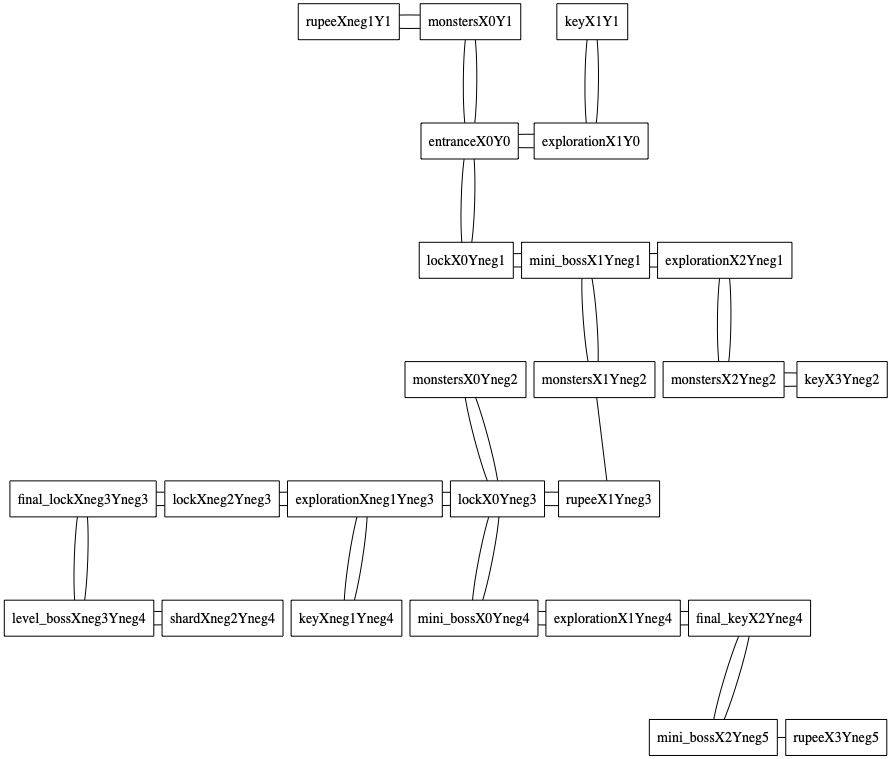 rupeeXneg1Y1
monstersX0Y1
keyX1Y1
entranceX0Y0
explorationX1Y0
lockX0Yneg1
mini_bossX1Yneg1
explorationX2Yneg1
monstersX0Yneg2
monstersX1Yneg2
monstersX2Yneg2
keyX3Yneg2
final_lockXneg3Yneg3
lockXneg2Yneg3
explorationXneg1Yneg3
lockX0Yneg3
rupeeX1Yneg3
level_bossXneg3Yneg4
shardXneg2Yneg4
keyXneg1Yneg4
mini_bossX0Yneg4
explorationX1Yneg4
final_keyX2Yneg4
mini_bossX2Yneg5
rupeeX3Yneg5